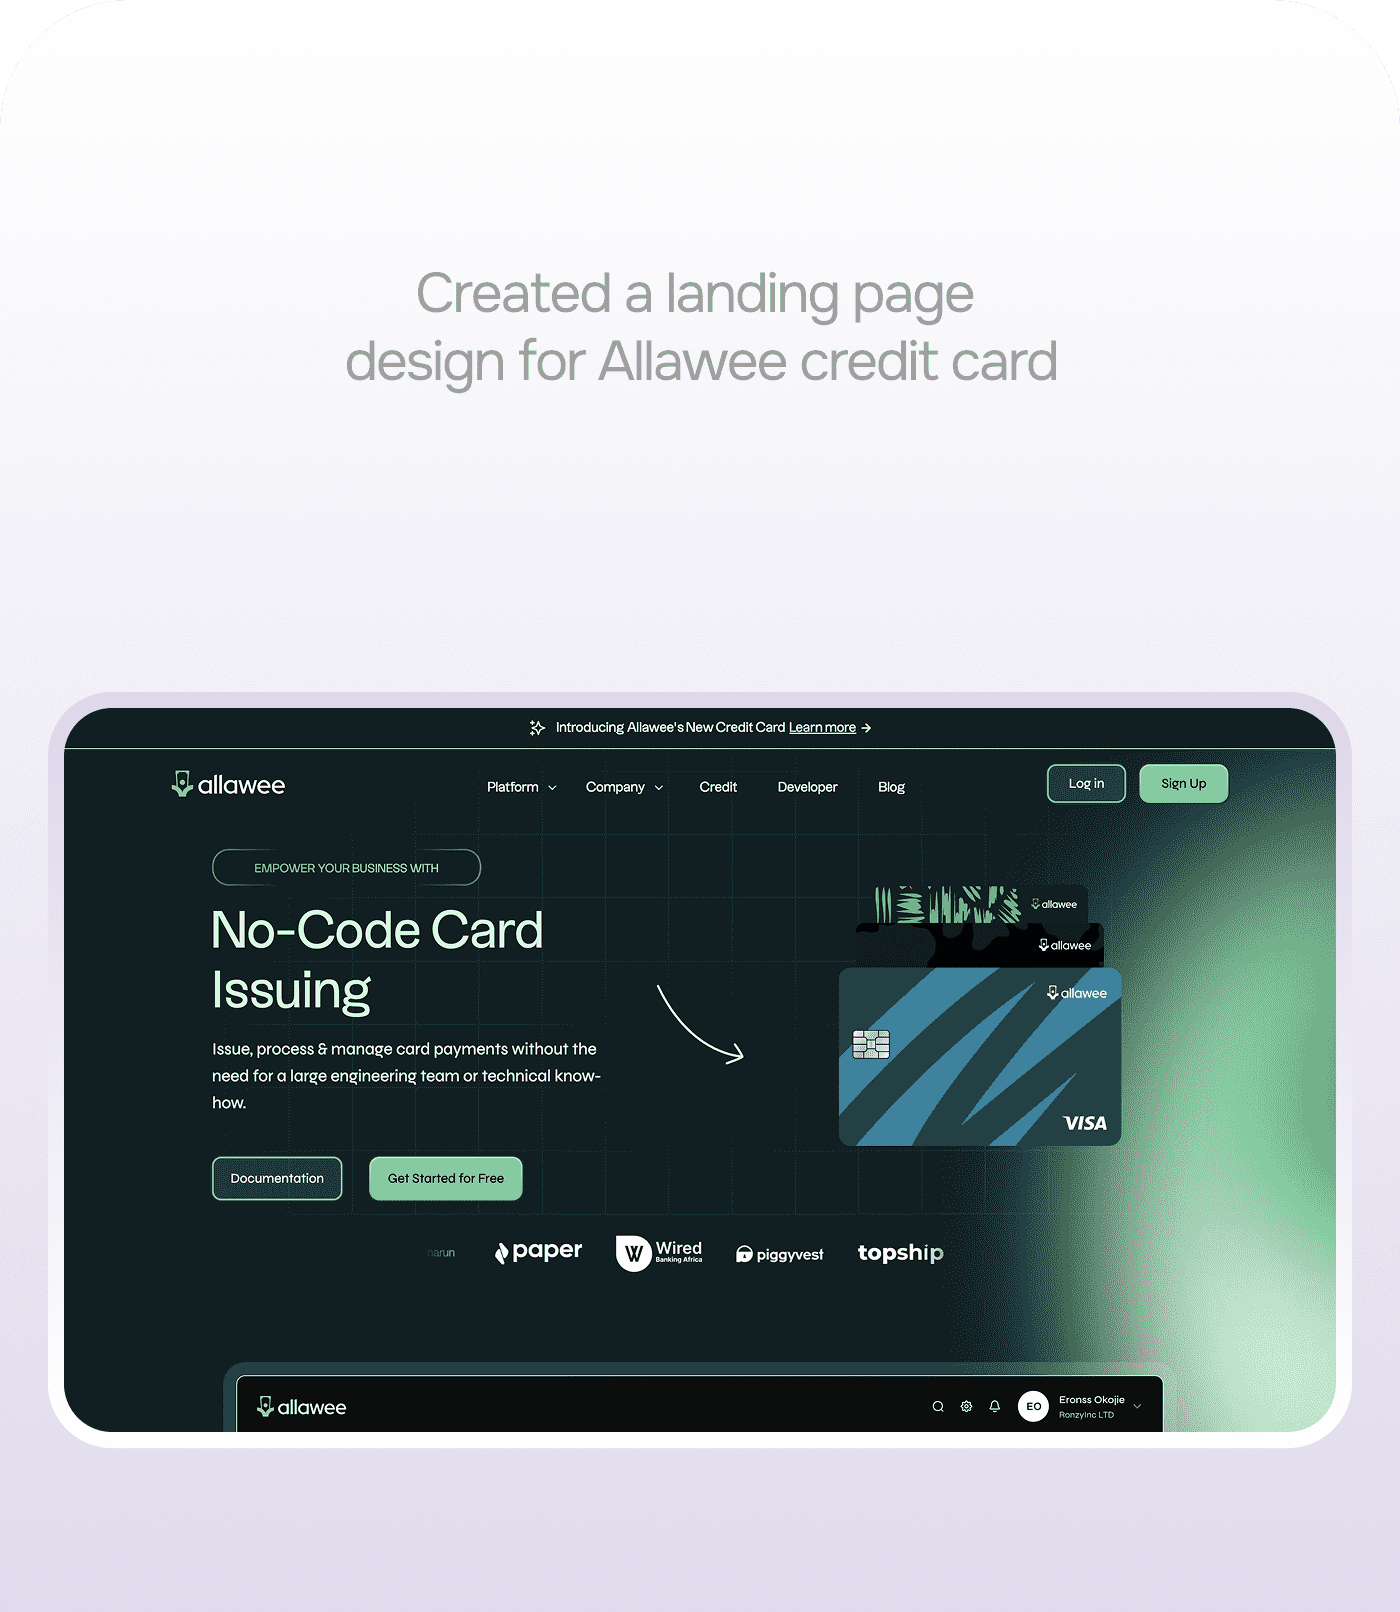 Created a landing page
design for Allawee credit card
Introducing Allawee's New Credit Card Learn more →
allawee
Platform
Company
Credit
Developer
Blog
Log in
Sign Up
EMPOWER YOUR BUSINESS WITH
No-Code Card
Issuing
Issue, process & manage card payments without the
need for a large engineering team or technical know-
how.
Documentation
Get Started for Free
allawee
allawee
allawee
VISA
paper
W
Wired
Banking Africa
piggyvest
topship
allawee
EO
Eronss Okojie
RonzyInc LTD